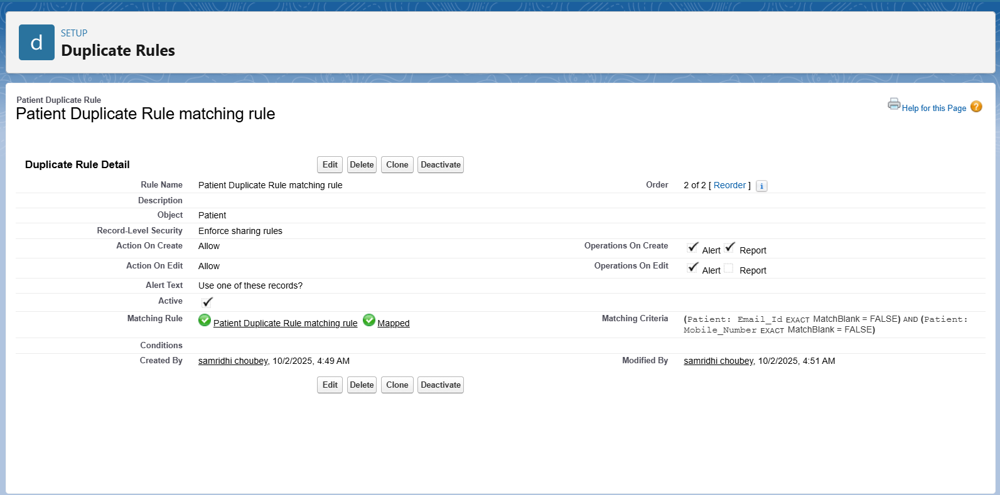 d
SETUP
Duplicate Rules
Patient Duplicate Rule
Patient Duplicate Rule matching rule
Help for this Page ?
Duplicate Rule Detail Edit Delete Clone Deactivate
Rule Name Patient Duplicate Rule matching rule Order 2 of 2 [ Reorder ] i
Description
Object Patient
Record-Level Security Enforce sharing rules
Action On Create Allow Operations On Create Alert Report
Action On Edit Allow Operations On Edit Alert Report
Alert Text Use one of these records?
Active
Matching Rule Patient Duplicate Rule matching rule Mapped Matching Criteria (Patient: Email_Id EXACT MatchBlank = FALSE) AND (Patient:
Mobile_Number EXACT MatchBlank = FALSE)
Conditions
Created By samridhi choubey, 10/2/2025, 4:49 AM Modified By samridhi choubey, 10/2/2025, 4:51 AM
Edit Delete Clone Deactivate